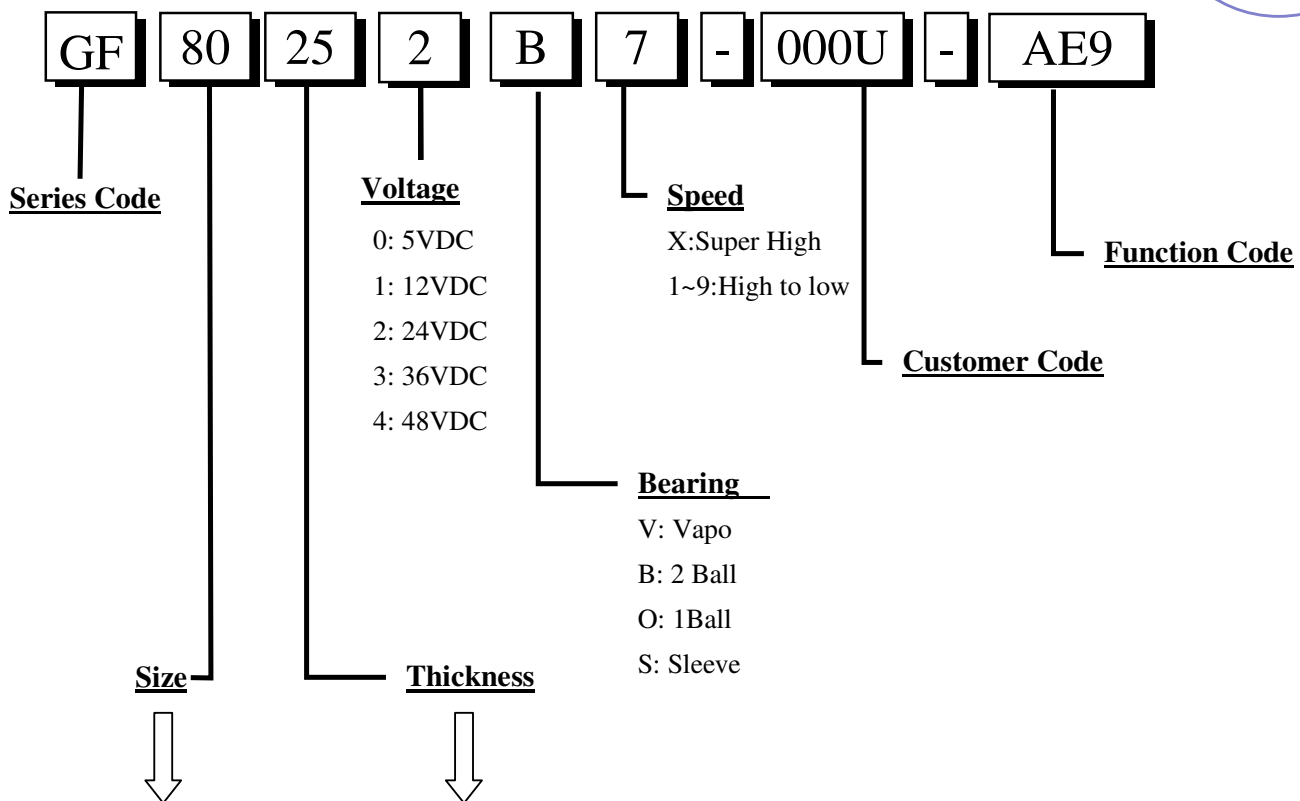 GF 80 25 2 B 7 - 000U - AE9
Series Code
Voltage
0: 5VDC
1: 12VDC
2: 24VDC
3: 36VDC
4: 48VDC
Speed
X:Super High
1~9:High to low
Function Code
Customer Code
Bearing
V: Vapo
B: 2 Ball
O: 1Ball
S: Sleeve
Size
Thickness